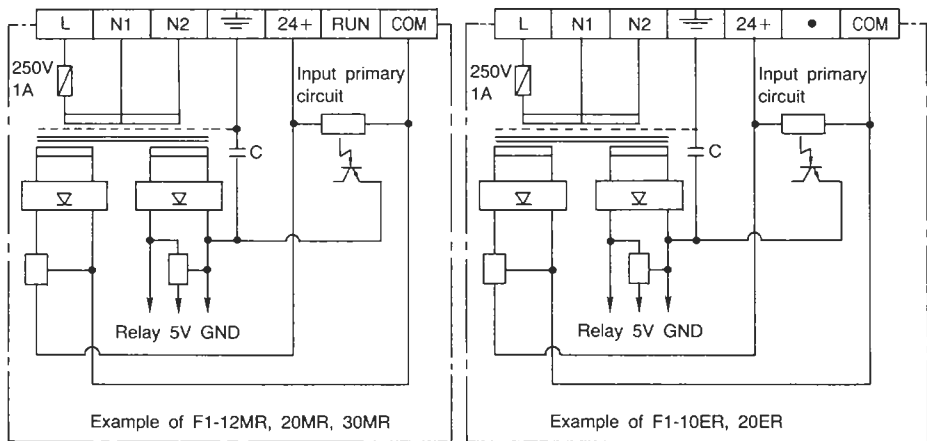 L N1 N2 24+ RUN COM
250V
1A
Input primary
circuit
C
Relay 5V GND
Example of F1-12MR, 20MR, 30MR
L N1 N2 24+ • COM
250V
1A
Input primary
circuit
C
Relay 5V GND
Example of F1-10ER, 20ER